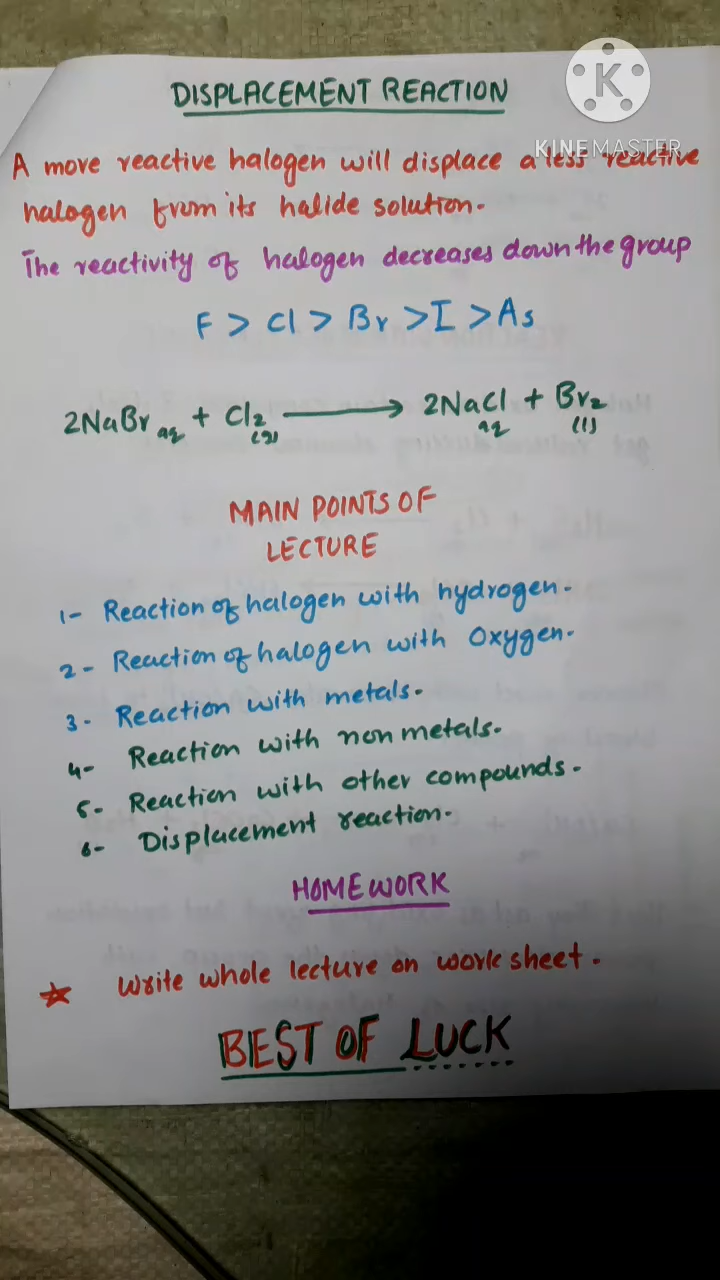 DISPLACEMENT REACTION
K
KINEMASTER
A more reactive halogen will displace a less reactive
halogen from its halide solution.
The reactivity of halogen decreases down the group
F > Cl > Br > I > As
2NaBr aq + Cl2 (g) → 2NaCl aq + Br2 (l)
MAIN POINTS OF
LECTURE
1- Reaction of halogen with hydrogen.
2- Reaction of halogen with Oxygen.
3- Reaction with metals.
4- Reaction with non metals.
5- Reaction with other compounds.
6- Displacement reaction.
HOMEWORK
☆ Write whole lecture on work sheet.
BEST OF LUCK